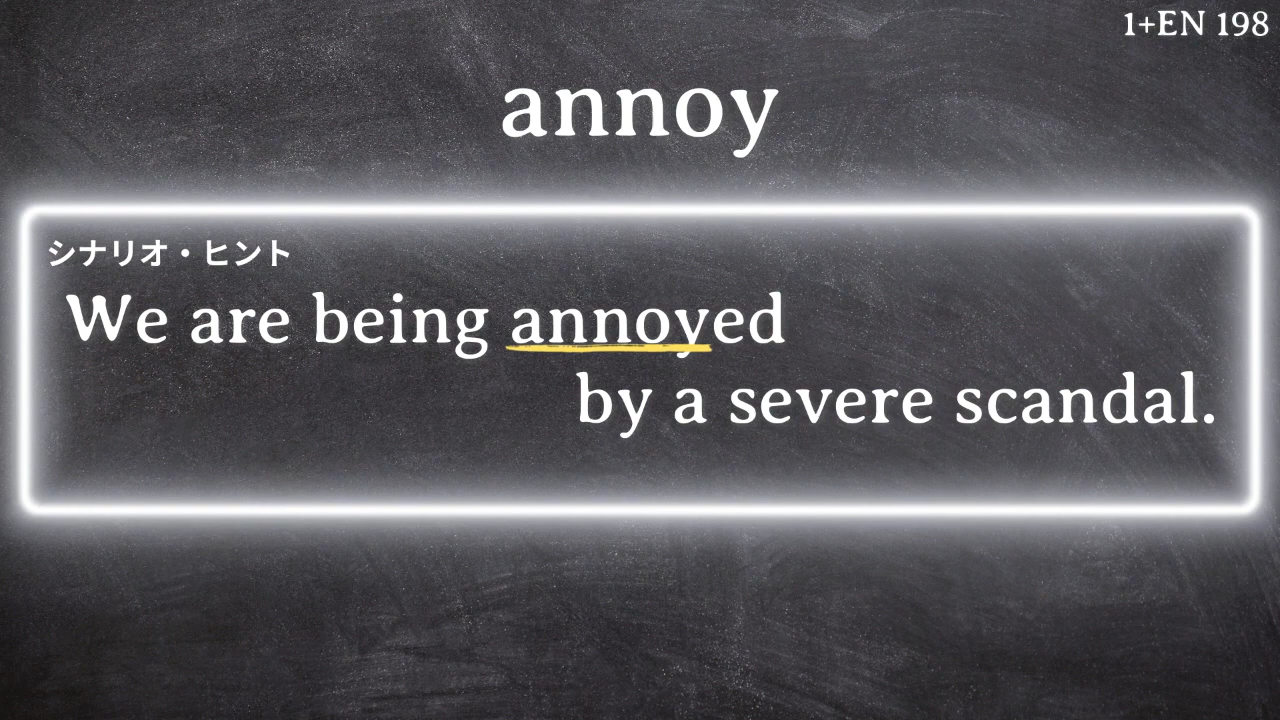 1+EN 198
annoy
シナリオ・ヒント
We are being annoyed
by a severe scandal.